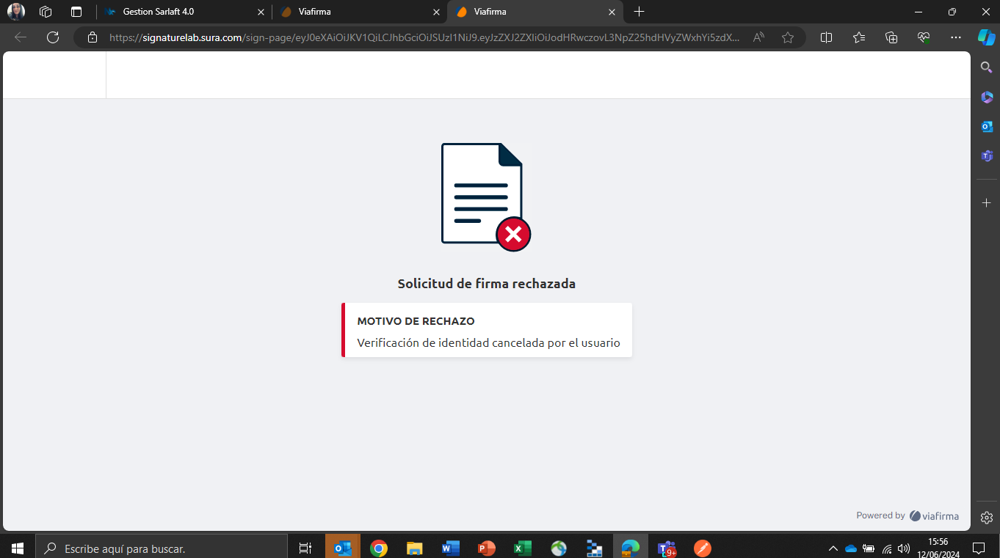 Gestion Sarlaft 4.0
Viafirma
Viafirma
https://signaturelab.sura.com/sign-page/eyJ0eXAiOiJKV1QiLCJhbGciOiJSUzI1NiJ9.eyJzZXJ2ZXIiOiJodHRwczovL3NpZ25hdHVyZWxhYi5zdX...
Solicitud de firma rechazada
MOTIVO DE RECHAZO
Verificación de identidad cancelada por el usuario
Powered by viafirma
Escribe aquí para buscar.
9+
15:56
12/06/2024